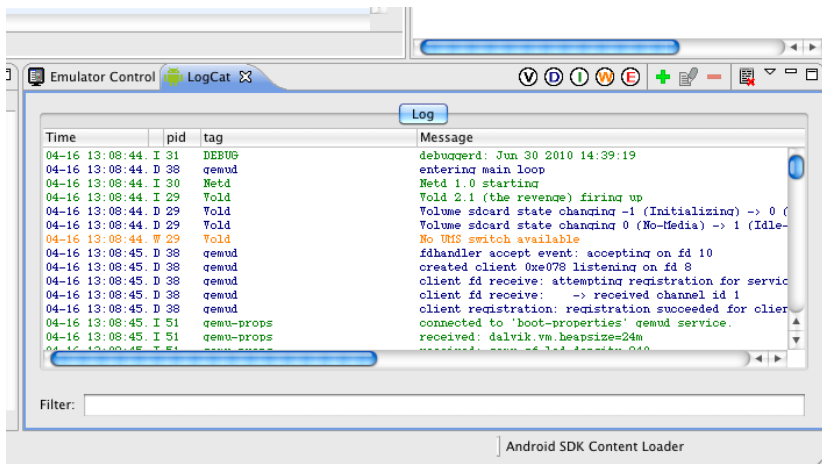 Emulator Control LogCat V D I W E
Log
Time pid tag Message
04-16 13:08:44. I 31 DEBUG debuggerd: Jun 30 2010 14:39:19
04-16 13:08:44. D 38 qemud entering main loop
04-16 13:08:44. I 30 Netd Netd 1.0 starting
04-16 13:08:44. I 29 Vold Vold 2.1 (the revenge) firing up
04-16 13:08:44. D 29 Vold Volume sdcard state changing -1 (Initializing) -> 0 (
04-16 13:08:44. D 29 Vold Volume sdcard state changing 0 (No-Media) -> 1 (Idle-
04-16 13:08:44. W 29 Vold No UMS switch available
04-16 13:08:45. D 38 qemud fdhandler accept event: accepting on fd 10
04-16 13:08:45. D 38 qemud created client 0xe078 listening on fd 8
04-16 13:08:45. D 38 qemud client fd receive: attempting registration for servic
04-16 13:08:45. D 38 qemud client fd receive: -> received channel id 1
04-16 13:08:45. D 38 qemud client registration: registration succeeded for clien
04-16 13:08:45. I 51 qemu-props connected to 'boot-properties' qemud service.
04-16 13:08:45. I 51 qemu-props received: dalvik.vm.heapsize=24m
Filter:
Android SDK Content Loader